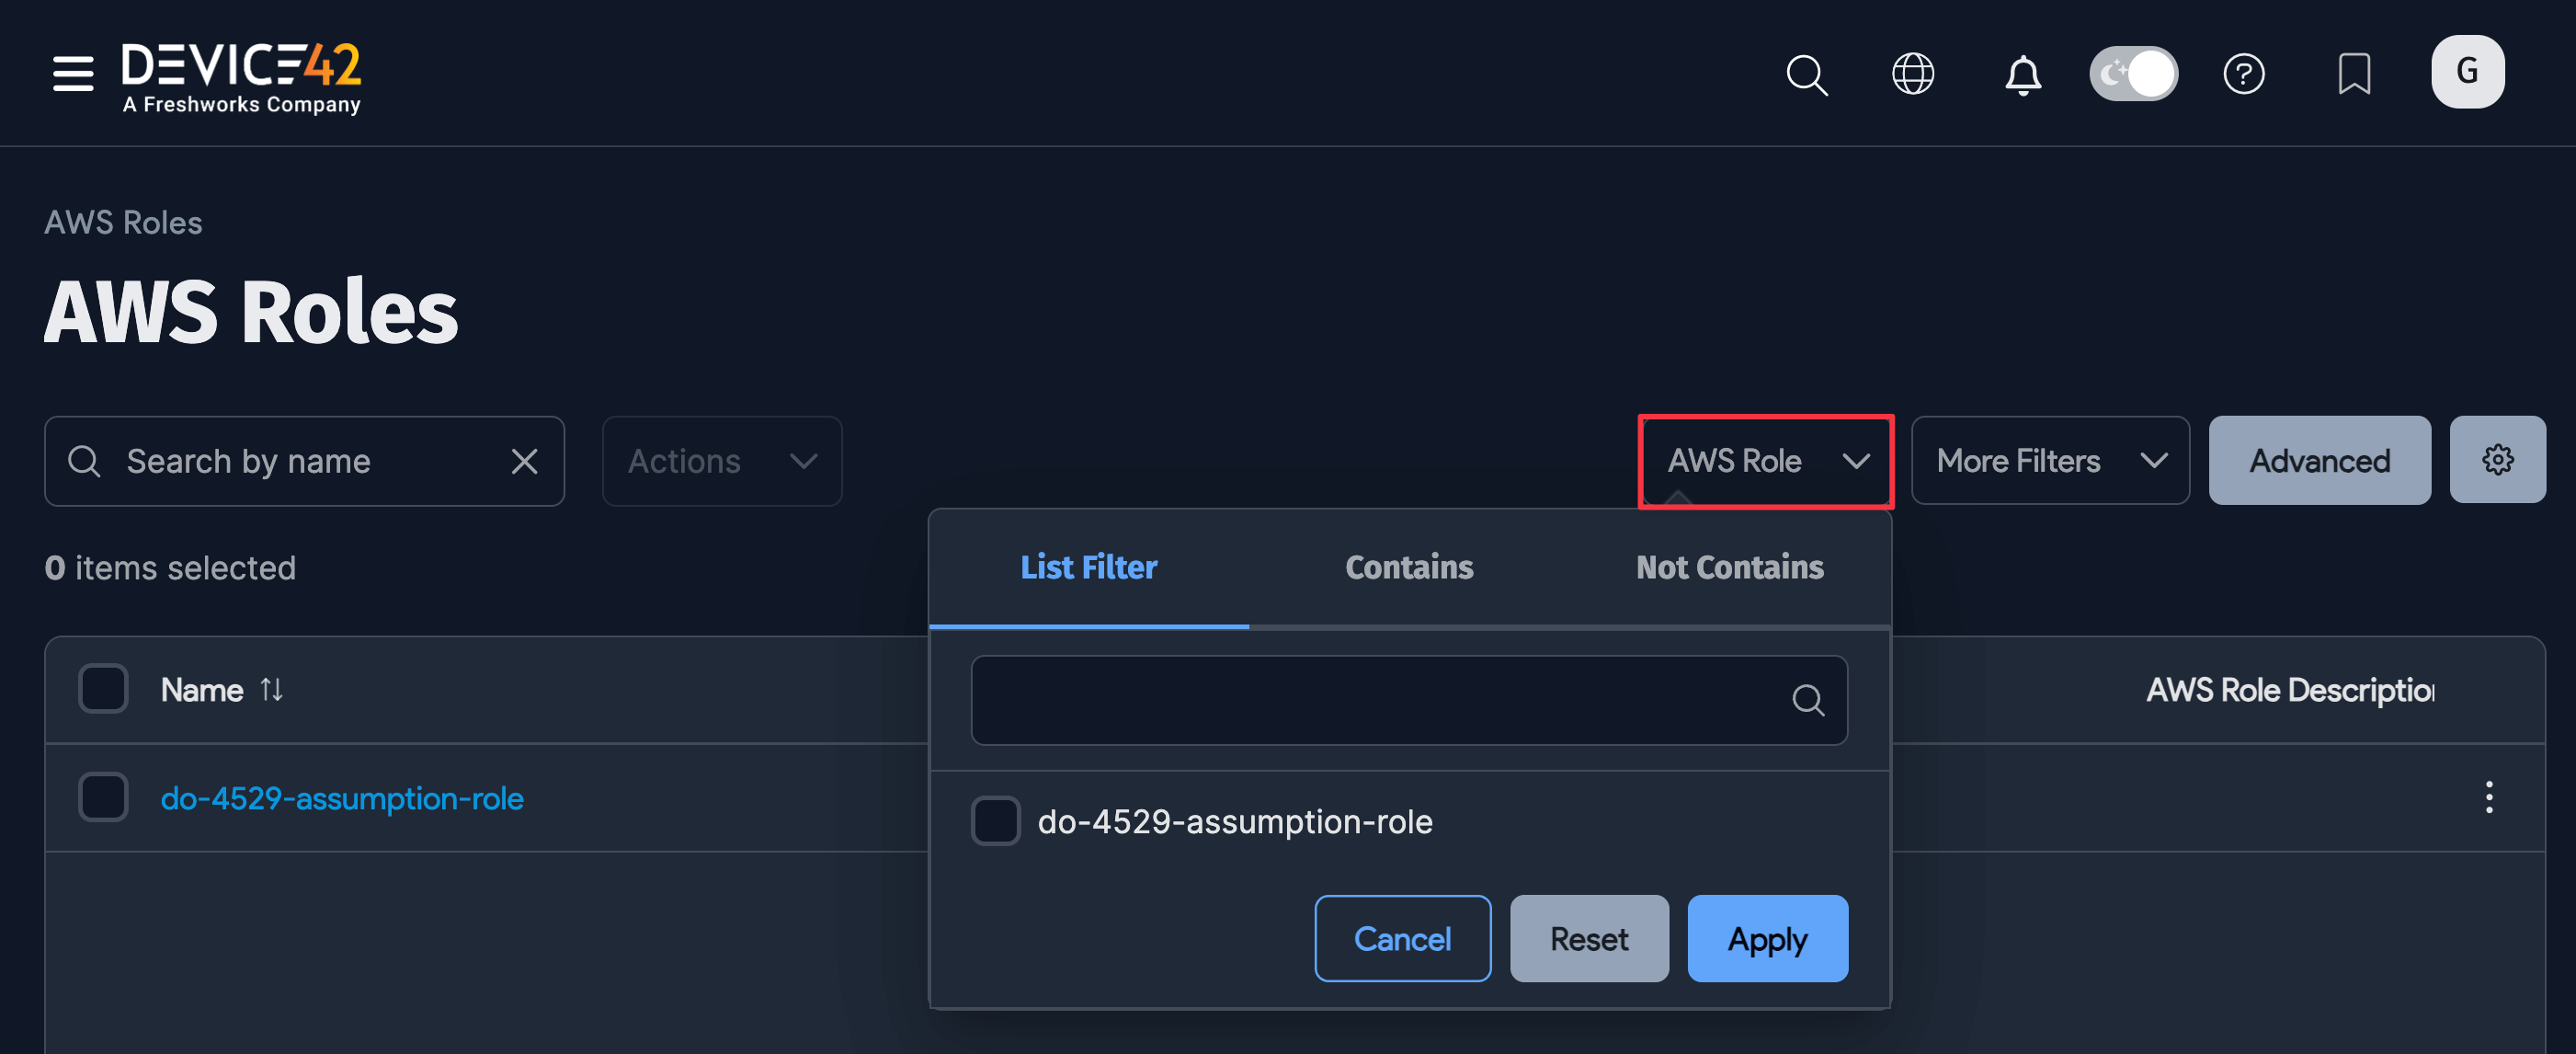 DEVICE42
A Freshworks Company
G
AWS Roles
AWS Roles
Search by name
Actions
AWS Role
More Filters
Advanced
0 items selected
List Filter
Contains
Not Contains
Name
AWS Role Description
do-4529-assumption-role
do-4529-assumption-role
Cancel
Reset
Apply